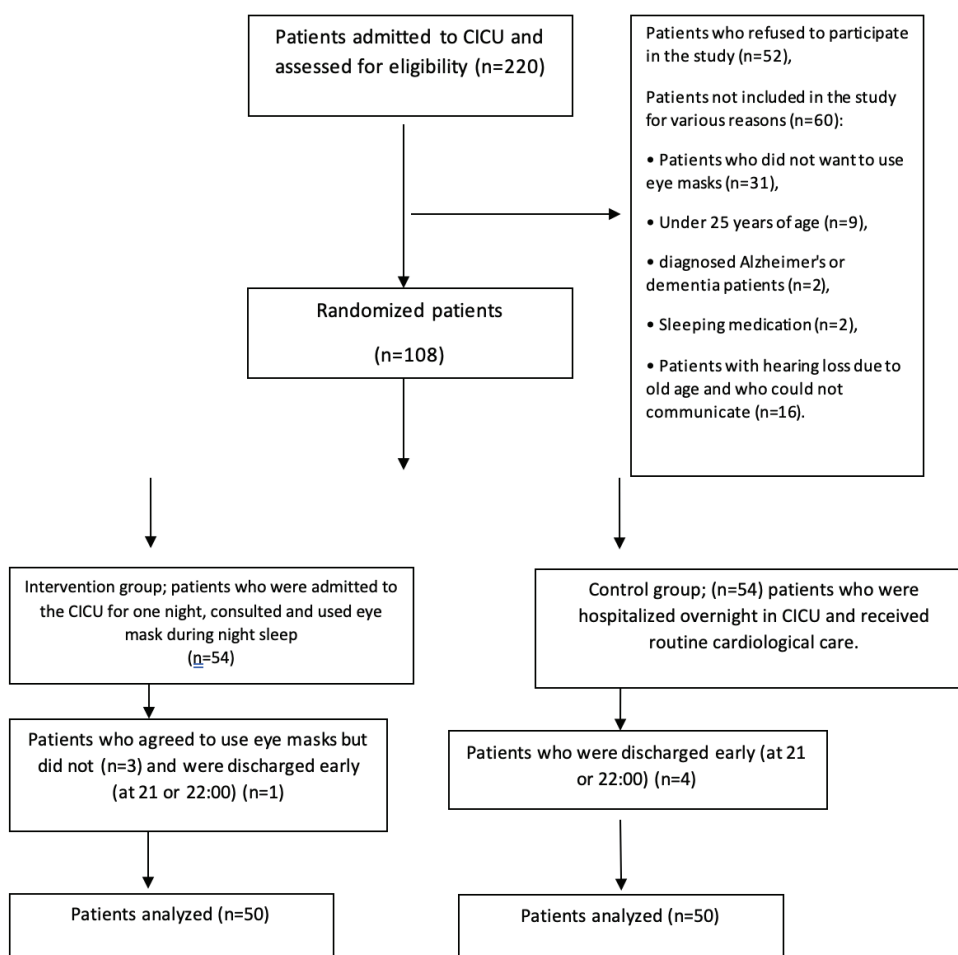 Patients admitted to CICU and
assessed for eligibility (n=220)
Patients who refused to participate
in the study (n=52),
Patients not included in the study
for various reasons (n=60):
• Patients who did not want to use
eye masks (n=31),
• Under 25 years of age (n=9),
• diagnosed Alzheimer's or
dementia patients (n=2),
• Sleeping medication (n=2),
• Patients with hearing loss due to
old age and who could not
communicate (n=16).
Randomized patients
(n=108)
Intervention group; patients who were admitted to
the CICU for one night, consulted and used eye
mask during night sleep
(n=54)
Control group; (n=54) patients who were
hospitalized overnight in CICU and received
routine cardiological care.
Patients who agreed to use eye masks but
did not (n=3) and were discharged early
(at 21 or 22:00) (n=1)
Patients who were discharged early (at 21
or 22:00) (n=4)
Patients analyzed (n=50)
Patients analyzed (n=50)